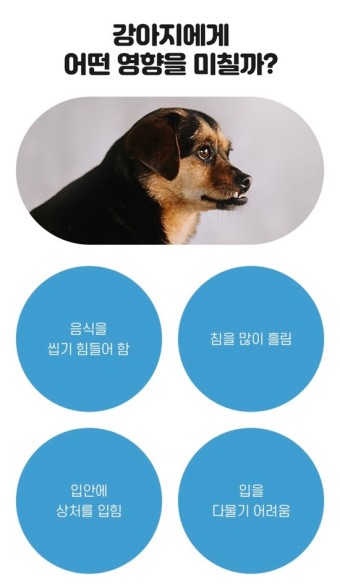 강아지에게
어떤 영향을 미칠까?
음식을
씹기 힘들어 함
침을 많이 흘림
입안에
상처를 입힘
입을
다물기 어려움